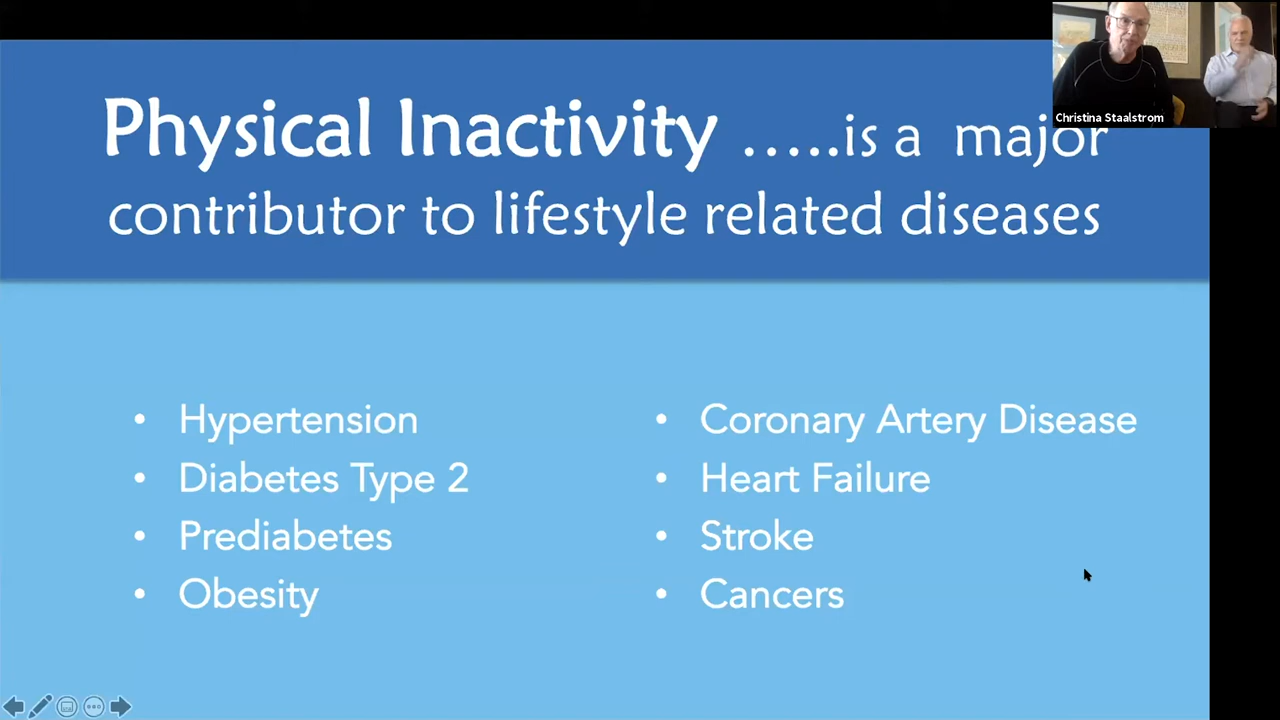 Physical Inactivity .....is a major
contributor to lifestyle related diseases
Christina Staalstrom
• Hypertension
• Diabetes Type 2
• Prediabetes
• Obesity
• Coronary Artery Disease
• Heart Failure
• Stroke
• Cancers